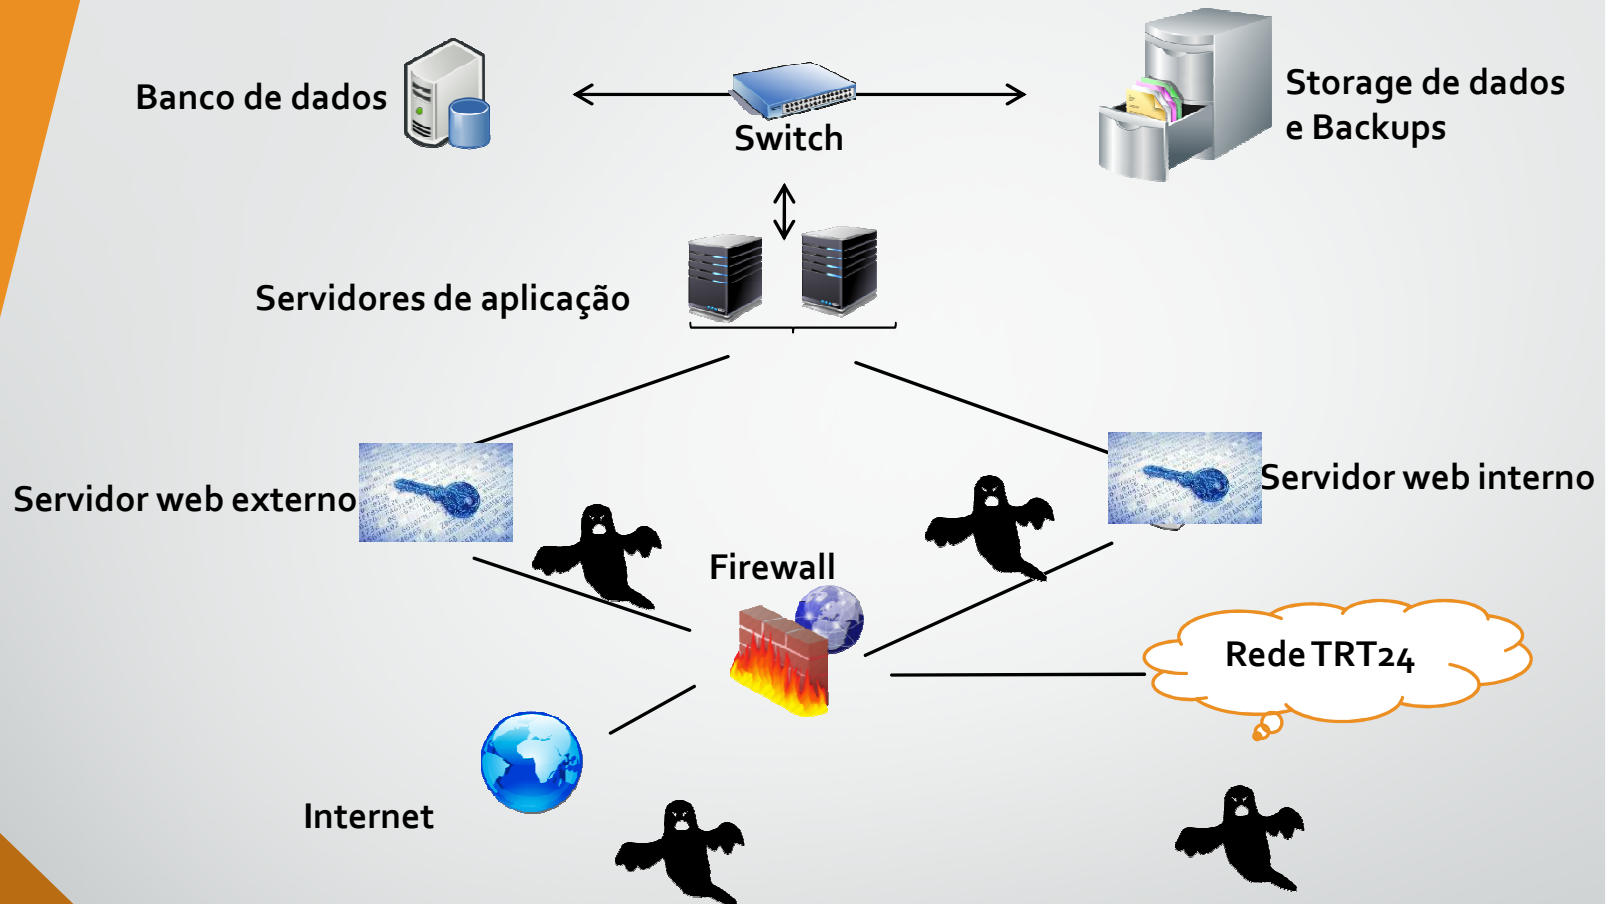 Banco de dados
Switch
Storage de dados
e Backups
Servidores de aplicação
Servidor web externo
Servidor web interno
Firewall
Rede TRT24
Internet